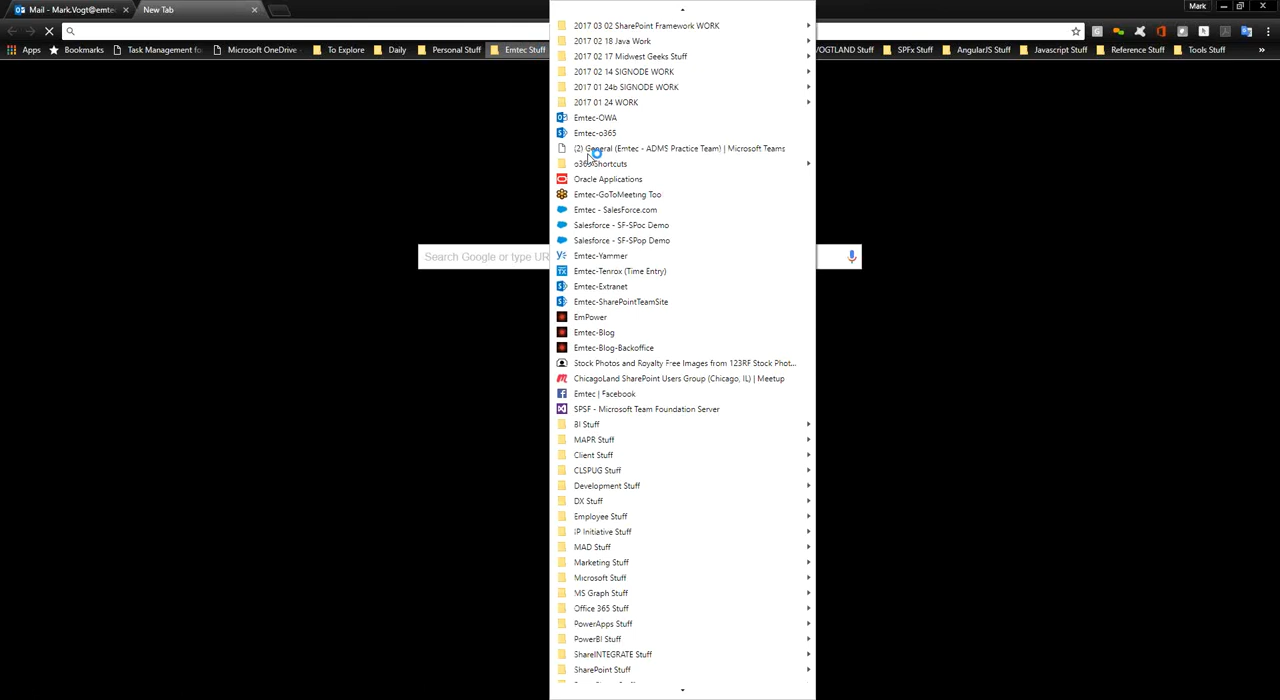 Mail - Mark.Vogt@emtec
New Tab
Mark
Apps
Bookmarks
Task Management fo
Microsoft OneDrive
To Explore
Daily
Personal Stuff
Emtec Stuff
VOGTLAND Stuff
SPFx Stuff
AngularJS Stuff
Javascript Stuff
Reference Stuff
Tools Stuff
»
Search Google or type UR
2017 03 02 SharePoint Framework WORK
2017 02 18 Java Work
2017 02 17 Midwest Geeks Stuff
2017 02 14 SIGNODE WORK
2017 01 24b SIGNODE WORK
2017 01 24 WORK
Emtec-OWA
Emtec-o365
(2) General (Emtec - ADMS Practice Team) | Microsoft Teams
o365 Shortcuts
Oracle Applications
Emtec-GoToMeeting Too
Emtec - SalesForce.com
Salesforce - SF-SPoc Demo
Salesforce - SF-SPop Demo
Emtec-Yammer
Emtec-Tenrox (Time Entry)
Emtec-Extranet
Emtec-SharePointTeamSite
EmPower
Emtec-Blog
Emtec-Blog-Backoffice
Stock Photos and Royalty Free Images from 123RF Stock Phot...
ChicagoLand SharePoint Users Group (Chicago, IL) | Meetup
Emtec | Facebook
SPSF - Microsoft Team Foundation Server
BI Stuff
MAPR Stuff
Client Stuff
CLSPUG Stuff
Development Stuff
DX Stuff
Employee Stuff
IP Initiative Stuff
MAD Stuff
Marketing Stuff
Microsoft Stuff
MS Graph Stuff
Office 365 Stuff
PowerApps Stuff
PowerBI Stuff
ShareINTEGRATE Stuff
SharePoint Stuff